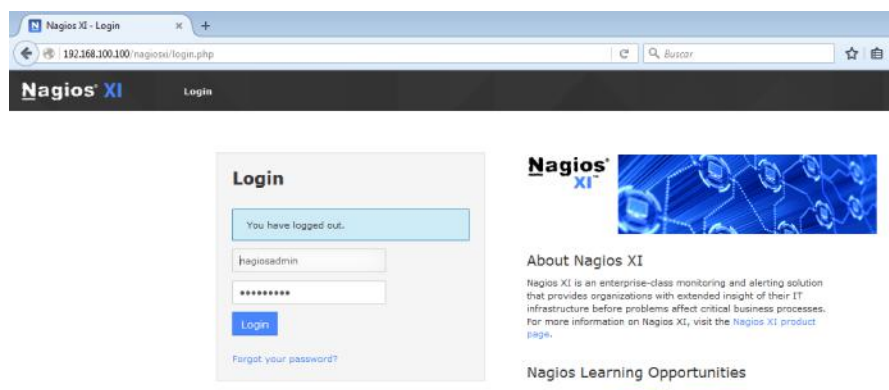 Nagios XI - Login
192.168.100.100/nagiosxi/login.php
Buscar
Nagios® XI
Login
Login
You have logged out.
nagiosadmin
•••••••••
Login
Forgot your password?
Nagios®
XI™
About Nagios XI
Nagios XI is an enterprise-class monitoring and alerting solution
that provides organizations with extended insight of their IT
infrastructure before problems affect critical business processes.
For more information on Nagios XI, visit the Nagios XI product
page.
Nagios Learning Opportunities